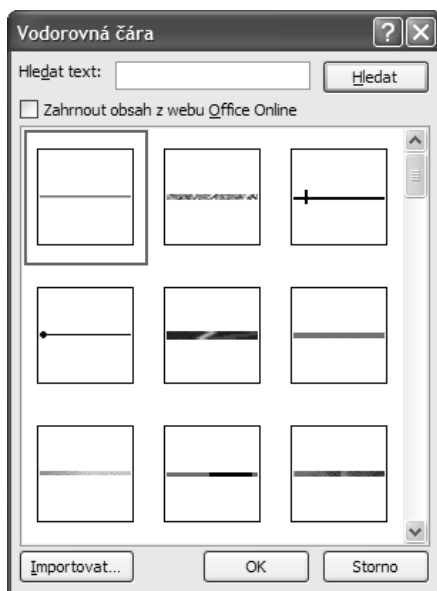 Vodorovná čára
Hledat text: Hledat
Zahrnout obsah z webu Office Online
Importovat... OK Storno